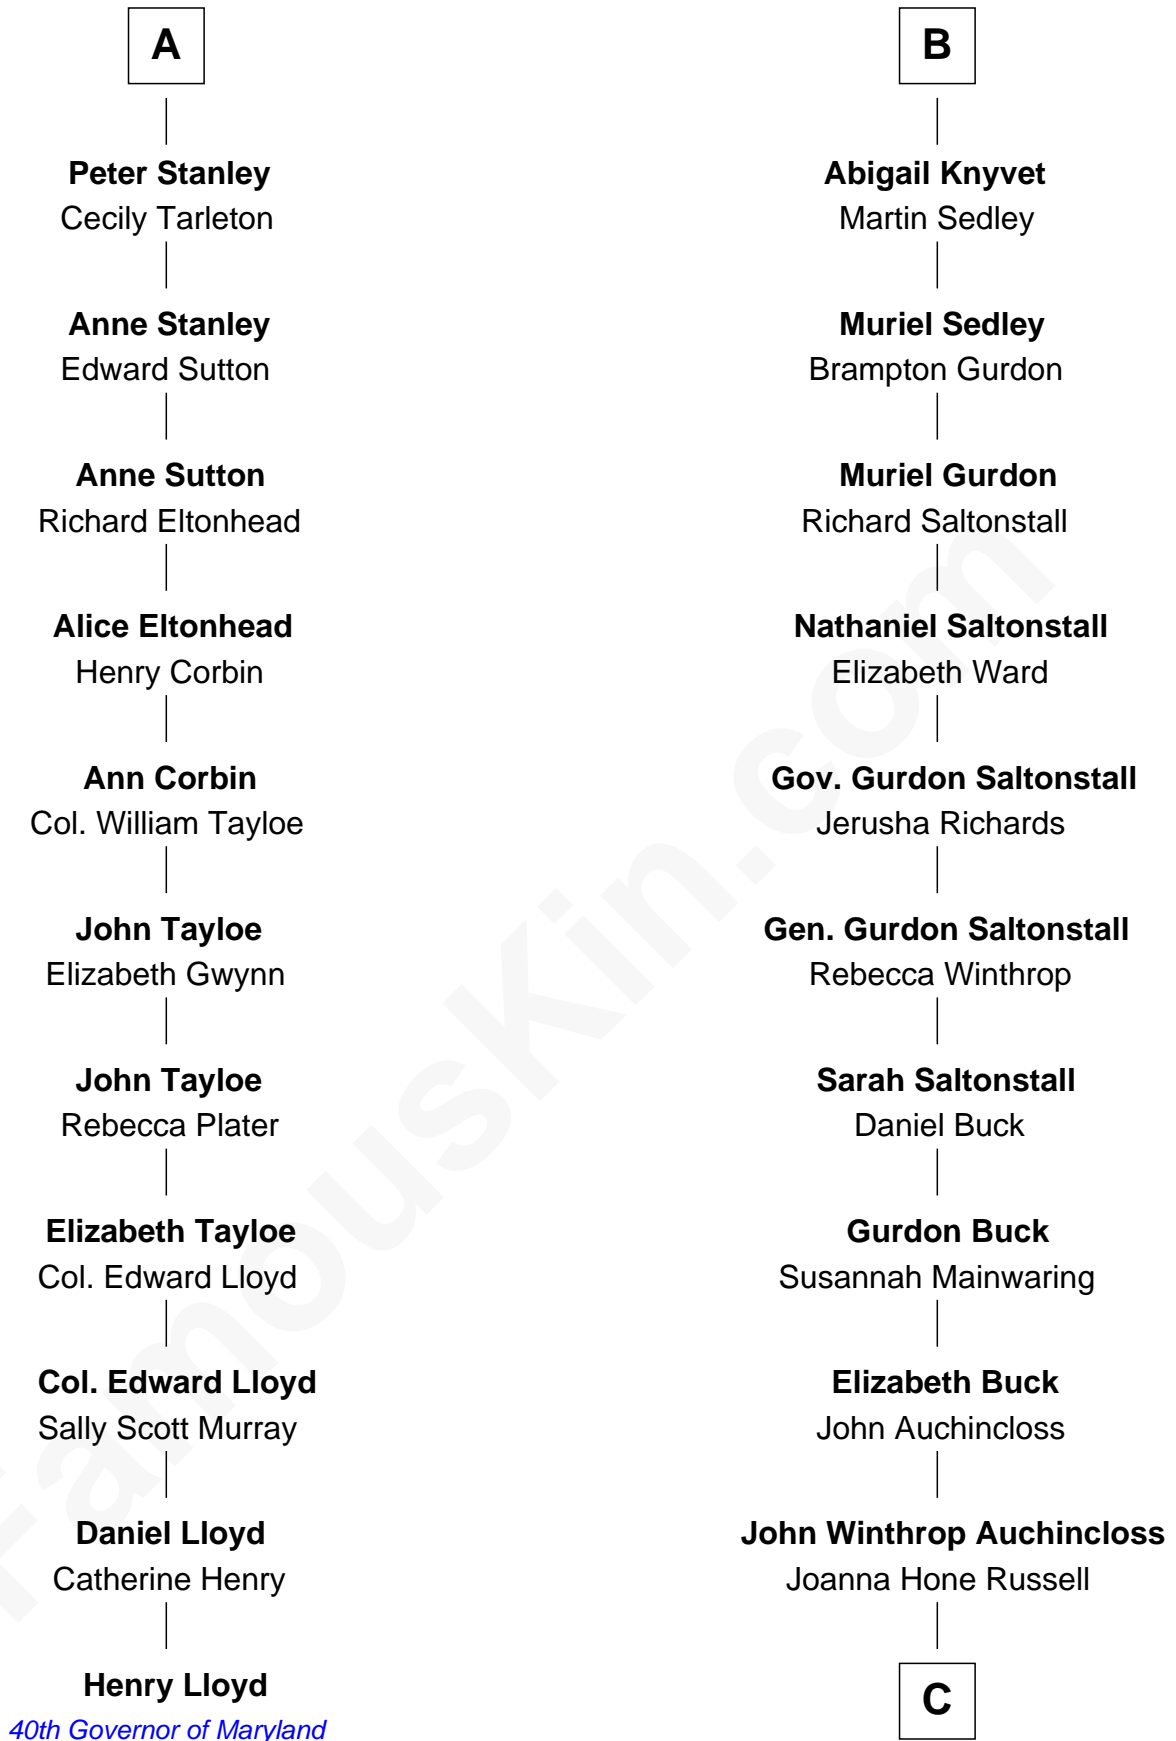 A
Peter Stanley
Cecily Tarleton
Anne Stanley
Edward Sutton
Anne Sutton
Richard Eltonhead
Alice Eltonhead
Henry Corbin
Ann Corbin
Col. William Tayloe
John Tayloe
Elizabeth Gwynn
John Tayloe
Rebecca Plater
Elizabeth Tayloe
Col. Edward Lloyd
Col. Edward Lloyd
Sally Scott Murray
Daniel Lloyd
Catherine Henry
Henry Lloyd
40th Governor of Maryland
B
Abigail Knyvet
Martin Sedley
Muriel Sedley
Brampton Gurdon
Muriel Gurdon
Richard Saltonstall
Nathaniel Saltonstall
Elizabeth Ward
Gov. Gurdon Saltonstall
Jerusha Richards
Gen. Gurdon Saltonstall
Rebecca Winthrop
Sarah Saltonstall
Daniel Buck
Gurdon Buck
Susannah Mainwaring
Elizabeth Buck
John Auchincloss
John Winthrop Auchincloss
Joanna Hone Russell
C
FamousKin.com